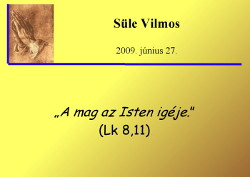 Süle Vilmos
2009. június 27.
„A mag az Isten igéje.”
(Lk 8,11)